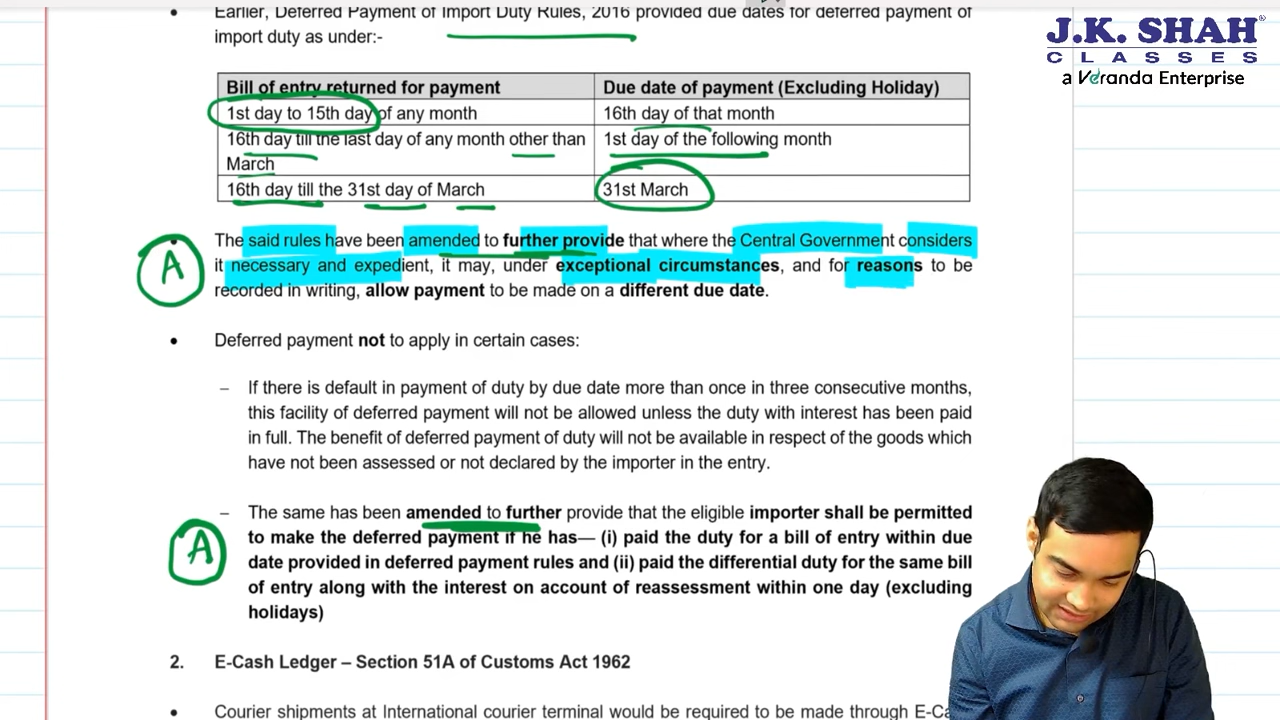 Earlier, Deferred Payment of Import Duty Rules, 2016 provided due dates for deferred payment of
import duty as under:-
J.K. SHAH®
CLASSES
a Veranda Enterprise
Bill of entry returned for payment Due date of payment (Excluding Holiday)
1st day to 15th day of any month 16th day of that month
16th day till the last day of any month other than 1st day of the following month
March
16th day till the 31st day of March 31st March
• The said rules have been amended to further provide that where the Central Government considers
it necessary and expedient, it may, under exceptional circumstances, and for reasons to be
recorded in writing, allow payment to be made on a different due date.
A
• Deferred payment not to apply in certain cases:
– If there is default in payment of duty by due date more than once in three consecutive months,
this facility of deferred payment will not be allowed unless the duty with interest has been paid
in full. The benefit of deferred payment of duty will not be available in respect of the goods which
have not been assessed or not declared by the importer in the entry.
– The same has been amended to further provide that the eligible importer shall be permitted
to make the deferred payment if he has— (i) paid the duty for a bill of entry within due
date provided in deferred payment rules and (ii) paid the differential duty for the same bill
of entry along with the interest on account of reassessment within one day (excluding
holidays)
A
2. E-Cash Ledger – Section 51A of Customs Act 1962
• Courier shipments at International courier terminal would be required to be made through E-Ca